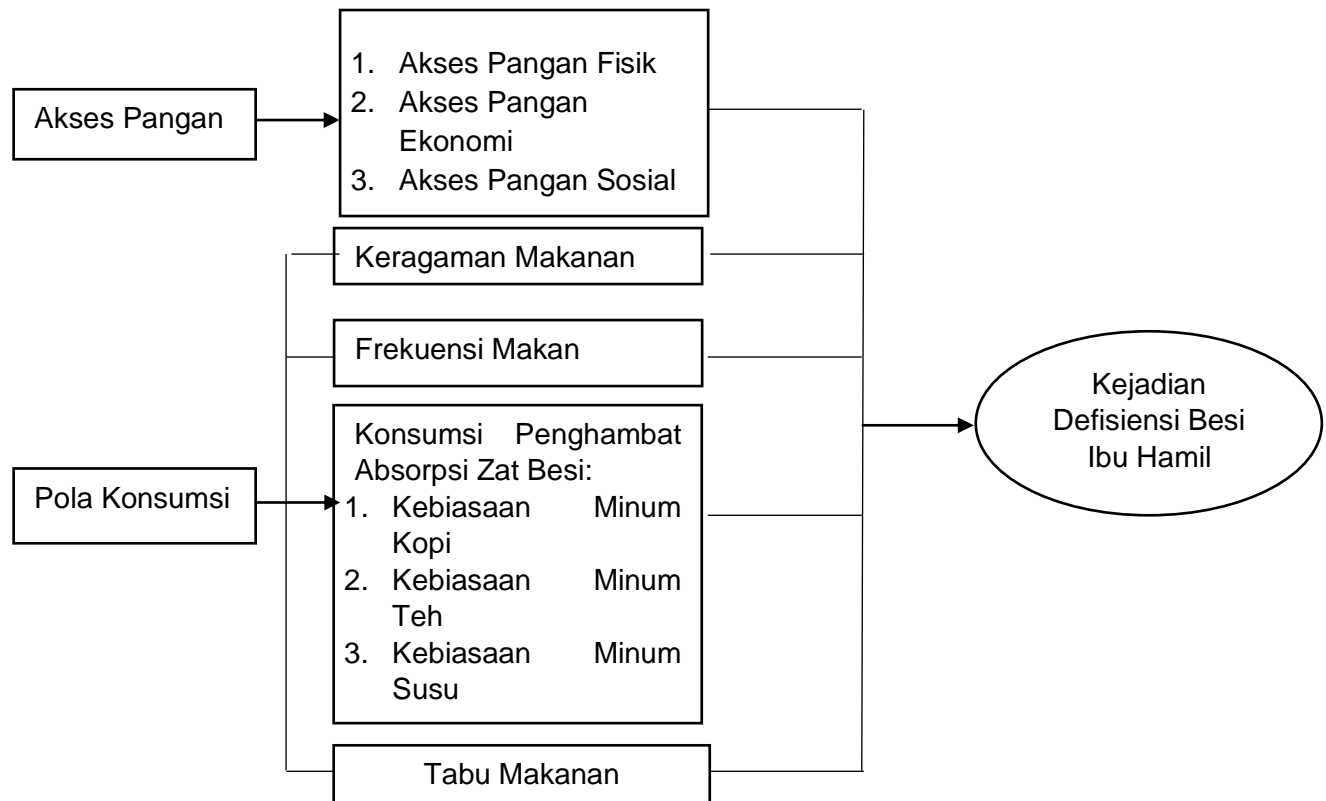 Akses Pangan
1. Akses Pangan Fisik
2. Akses Pangan
Ekonomi
3. Akses Pangan Sosial
Keragaman Makanan
Frekuensi Makan
Pola Konsumsi
Konsumsi Penghambat
Absorpsi Zat Besi:
1. Kebiasaan Minum
Kopi
2. Kebiasaan Minum
Teh
3. Kebiasaan Minum
Susu
Tabu Makanan
Kejadian
Defisiensi Besi
Ibu Hamil